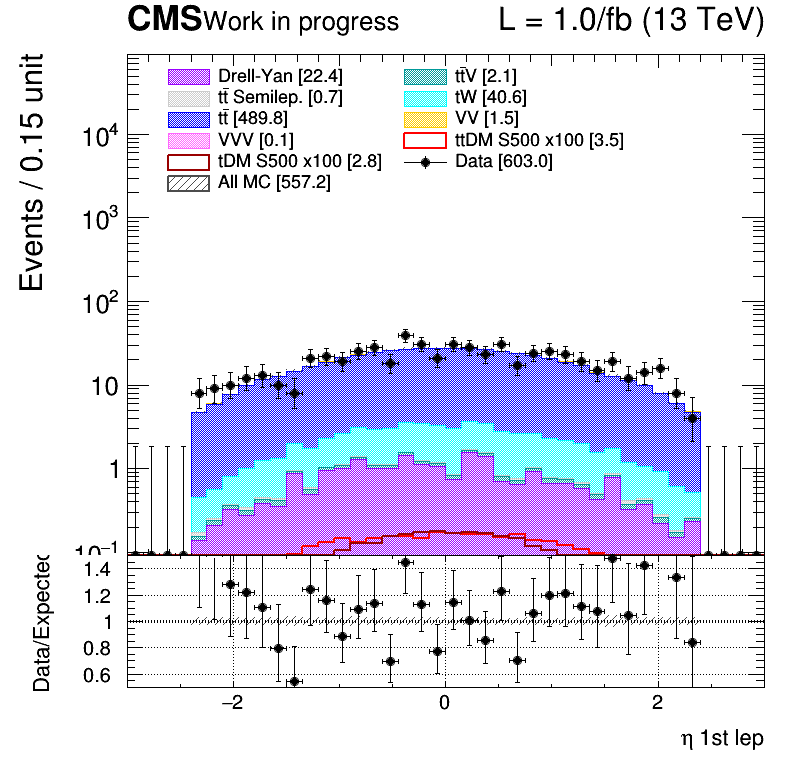 CMS Work in progress L = 1.0/fb (13 TeV)
Events / 0.15 unit
Drell-Yan [22.4] tt̄V [2.1]
tt̄ Semilep. [0.7] tW [40.6]
tt̄ [489.8] VV [1.5]
VVV [0.1] ttDM S500 x100 [3.5]
tDM S500 x100 [2.8] Data [603.0]
All MC [557.2]
10⁴
10³
10²
10
1
10⁻¹
Data/Expected
1.4
1.2
1
0.8
0.6
−2 0 2
η 1st lep